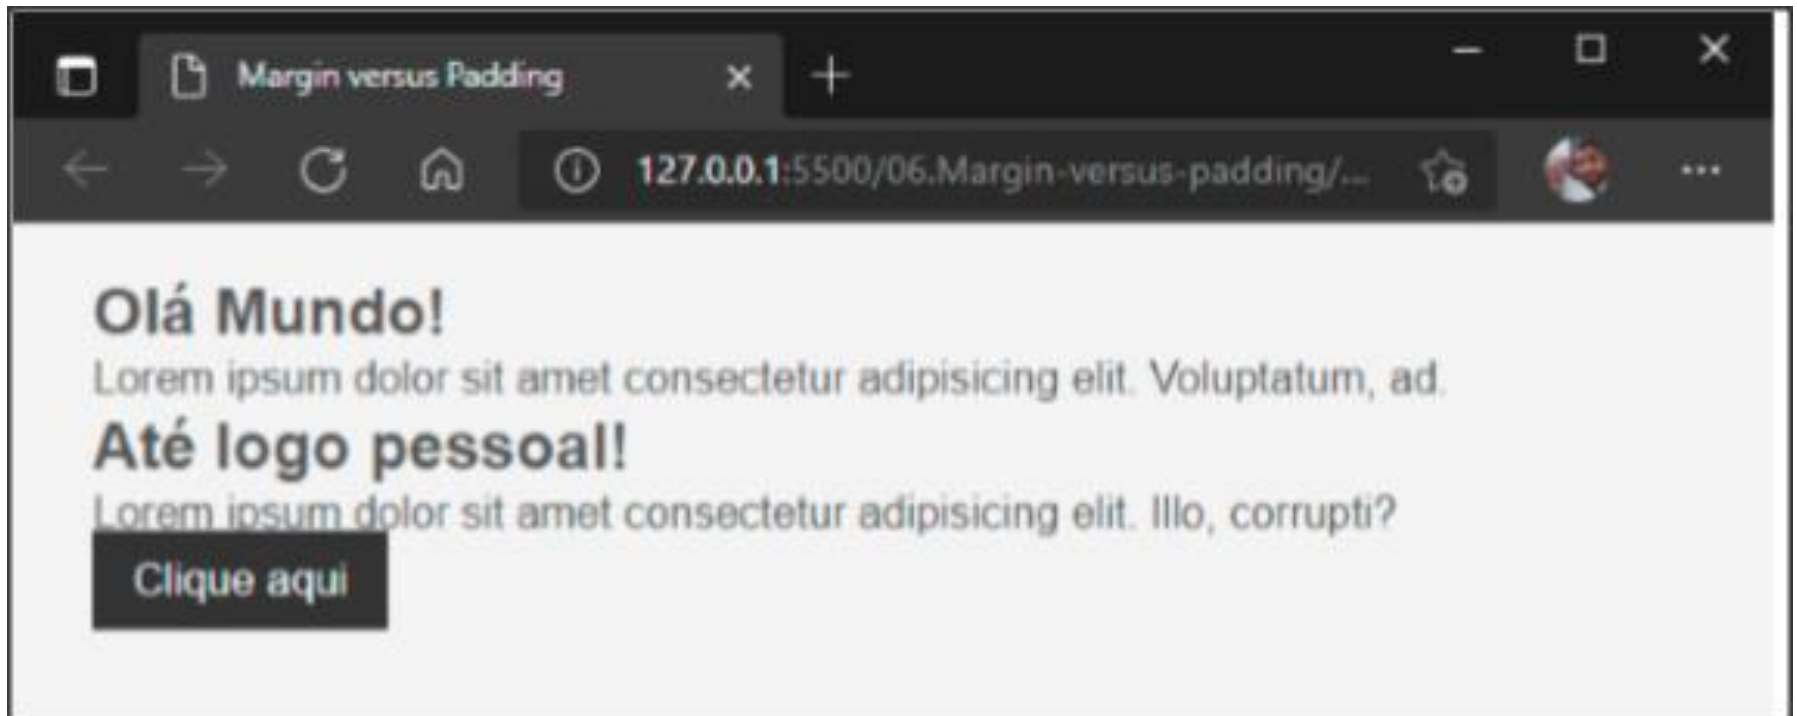 Margin versus Padding
127.0.0.1:5500/06.Margin-versus-padding/...
Olá Mundo!
Lorem ipsum dolor sit amet consectetur adipisicing elit. Voluptatum, ad.
Até logo pessoal!
Lorem ipsum dolor sit amet consectetur adipisicing elit. Illo, corrupti?
Clique aqui